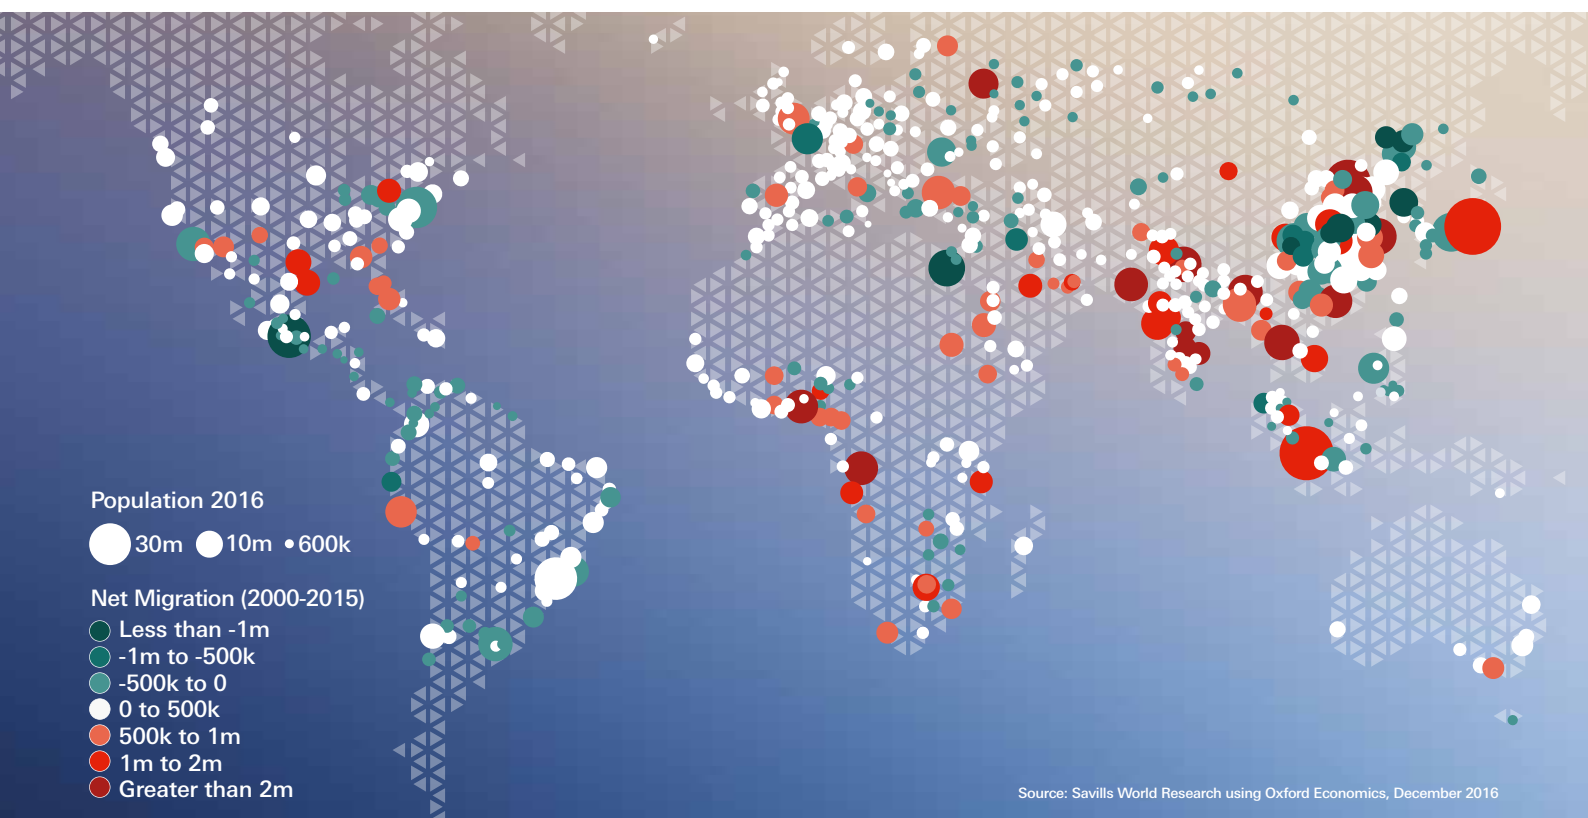 Population 2016
30m 10m 600k
Net Migration (2000-2015)
Less than -1m
-1m to -500k
-500k to 0
0 to 500k
500k to 1m
1m to 2m
Greater than 2m
Source: Savills World Research using Oxford Economics, December 2016